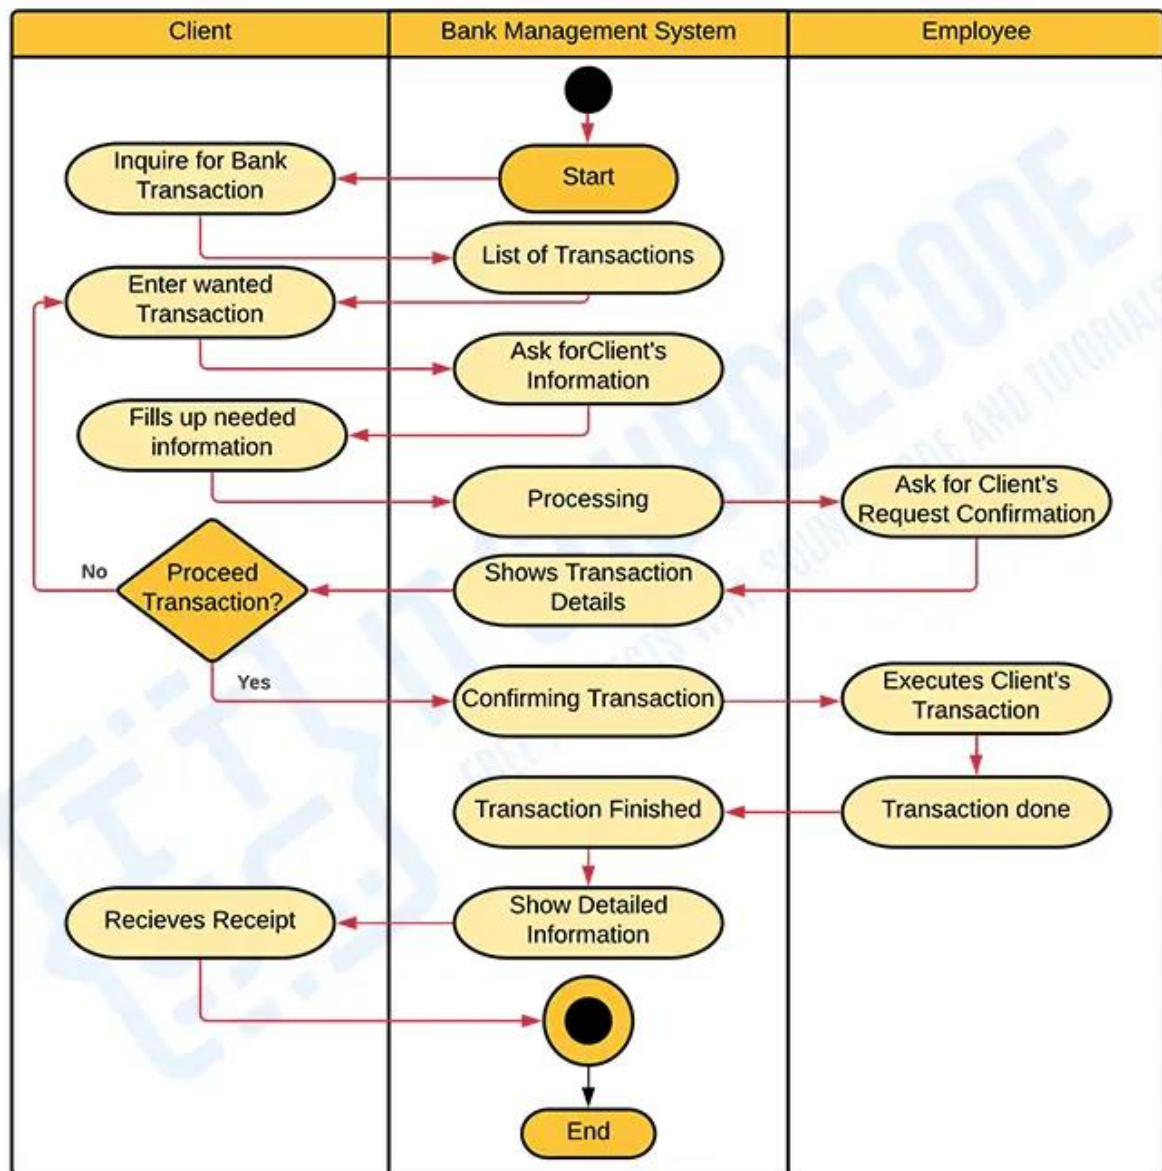 Client
Bank Management System
Employee
Start
Inquire for Bank
Transaction
List of Transactions
Enter wanted
Transaction
Ask forClient's
Information
Fills up needed
information
Processing
Ask for Client's
Request Confirmation
Shows Transaction
Details
Proceed
Transaction?
No
Yes
Confirming Transaction
Executes Client's
Transaction
Transaction done
Transaction Finished
Show Detailed
Information
Recieves Receipt
End
IT SOURCECODE